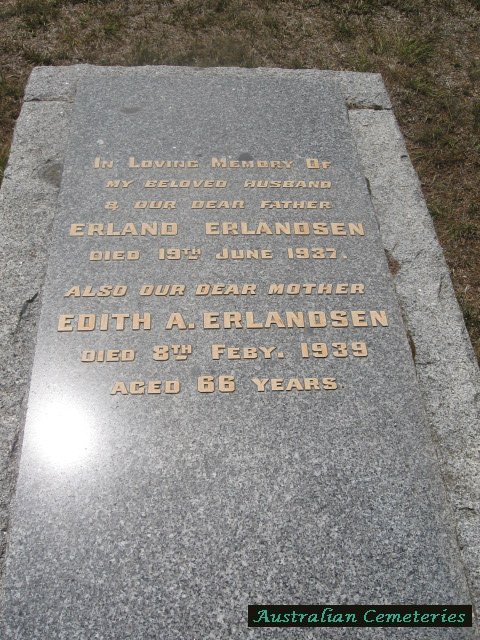 In Loving Memory Of
my beloved husband
& our dear father
ERLAND ERLANDSEN
died 19th June 1937.
also our dear mother
EDITH A. ERLANDSEN
died 8th Feby. 1939
aged 66 years
Australian Cemeteries